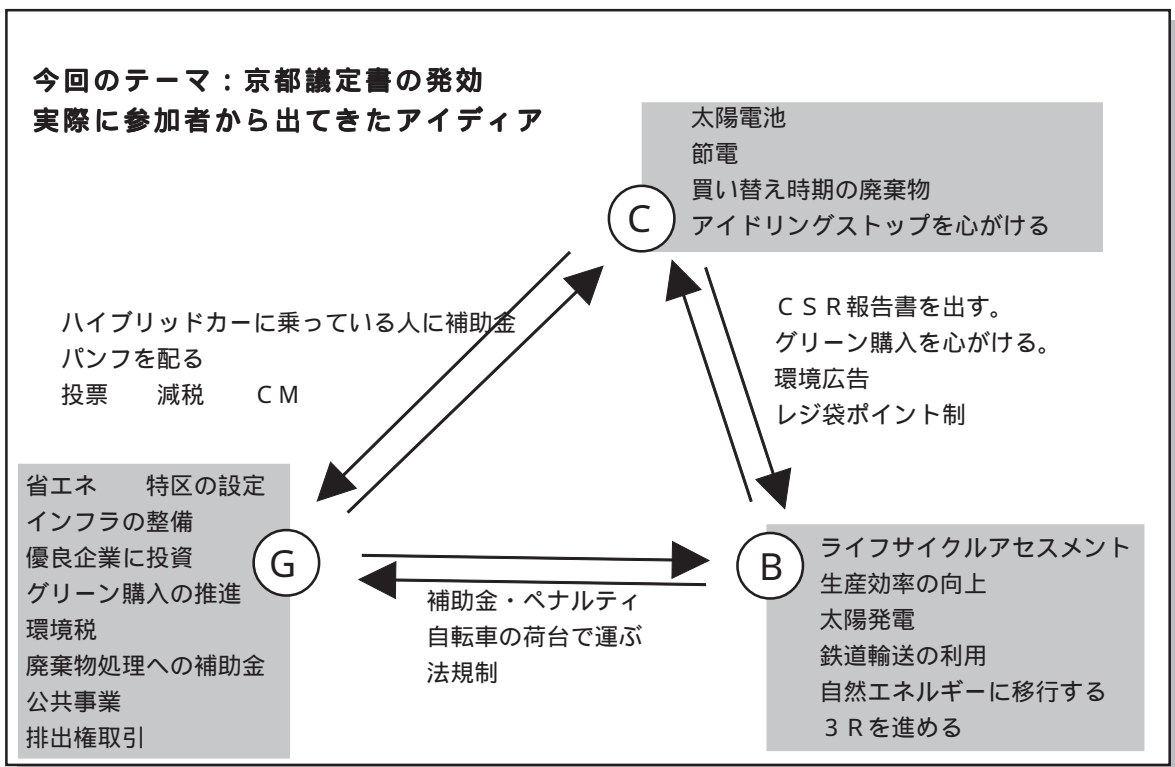 今回のテーマ：京都議定書の発効
実際に参加者から出てきたアイディア
太陽電池
節電
買い替え時期の廃棄物
アイドリングストップを心がける
C
ハイブリッドカーに乗っている人に補助金
パンフを配る
投票　　減税　　ＣＭ
ＣＳＲ報告書を出す。
グリーン購入を心がける。
環境広告
レジ袋ポイント制
省エネ　　特区の設定
インフラの整備
優良企業に投資
グリーン購入の推進
環境税
廃棄物処理への補助金
公共事業
排出権取引
G
補助金・ペナルティ
自転車の荷台で運ぶ
法規制
B
ライフサイクルアセスメント
生産効率の向上
太陽発電
鉄道輸送の利用
自然エネルギーに移行する
３Ｒを進める